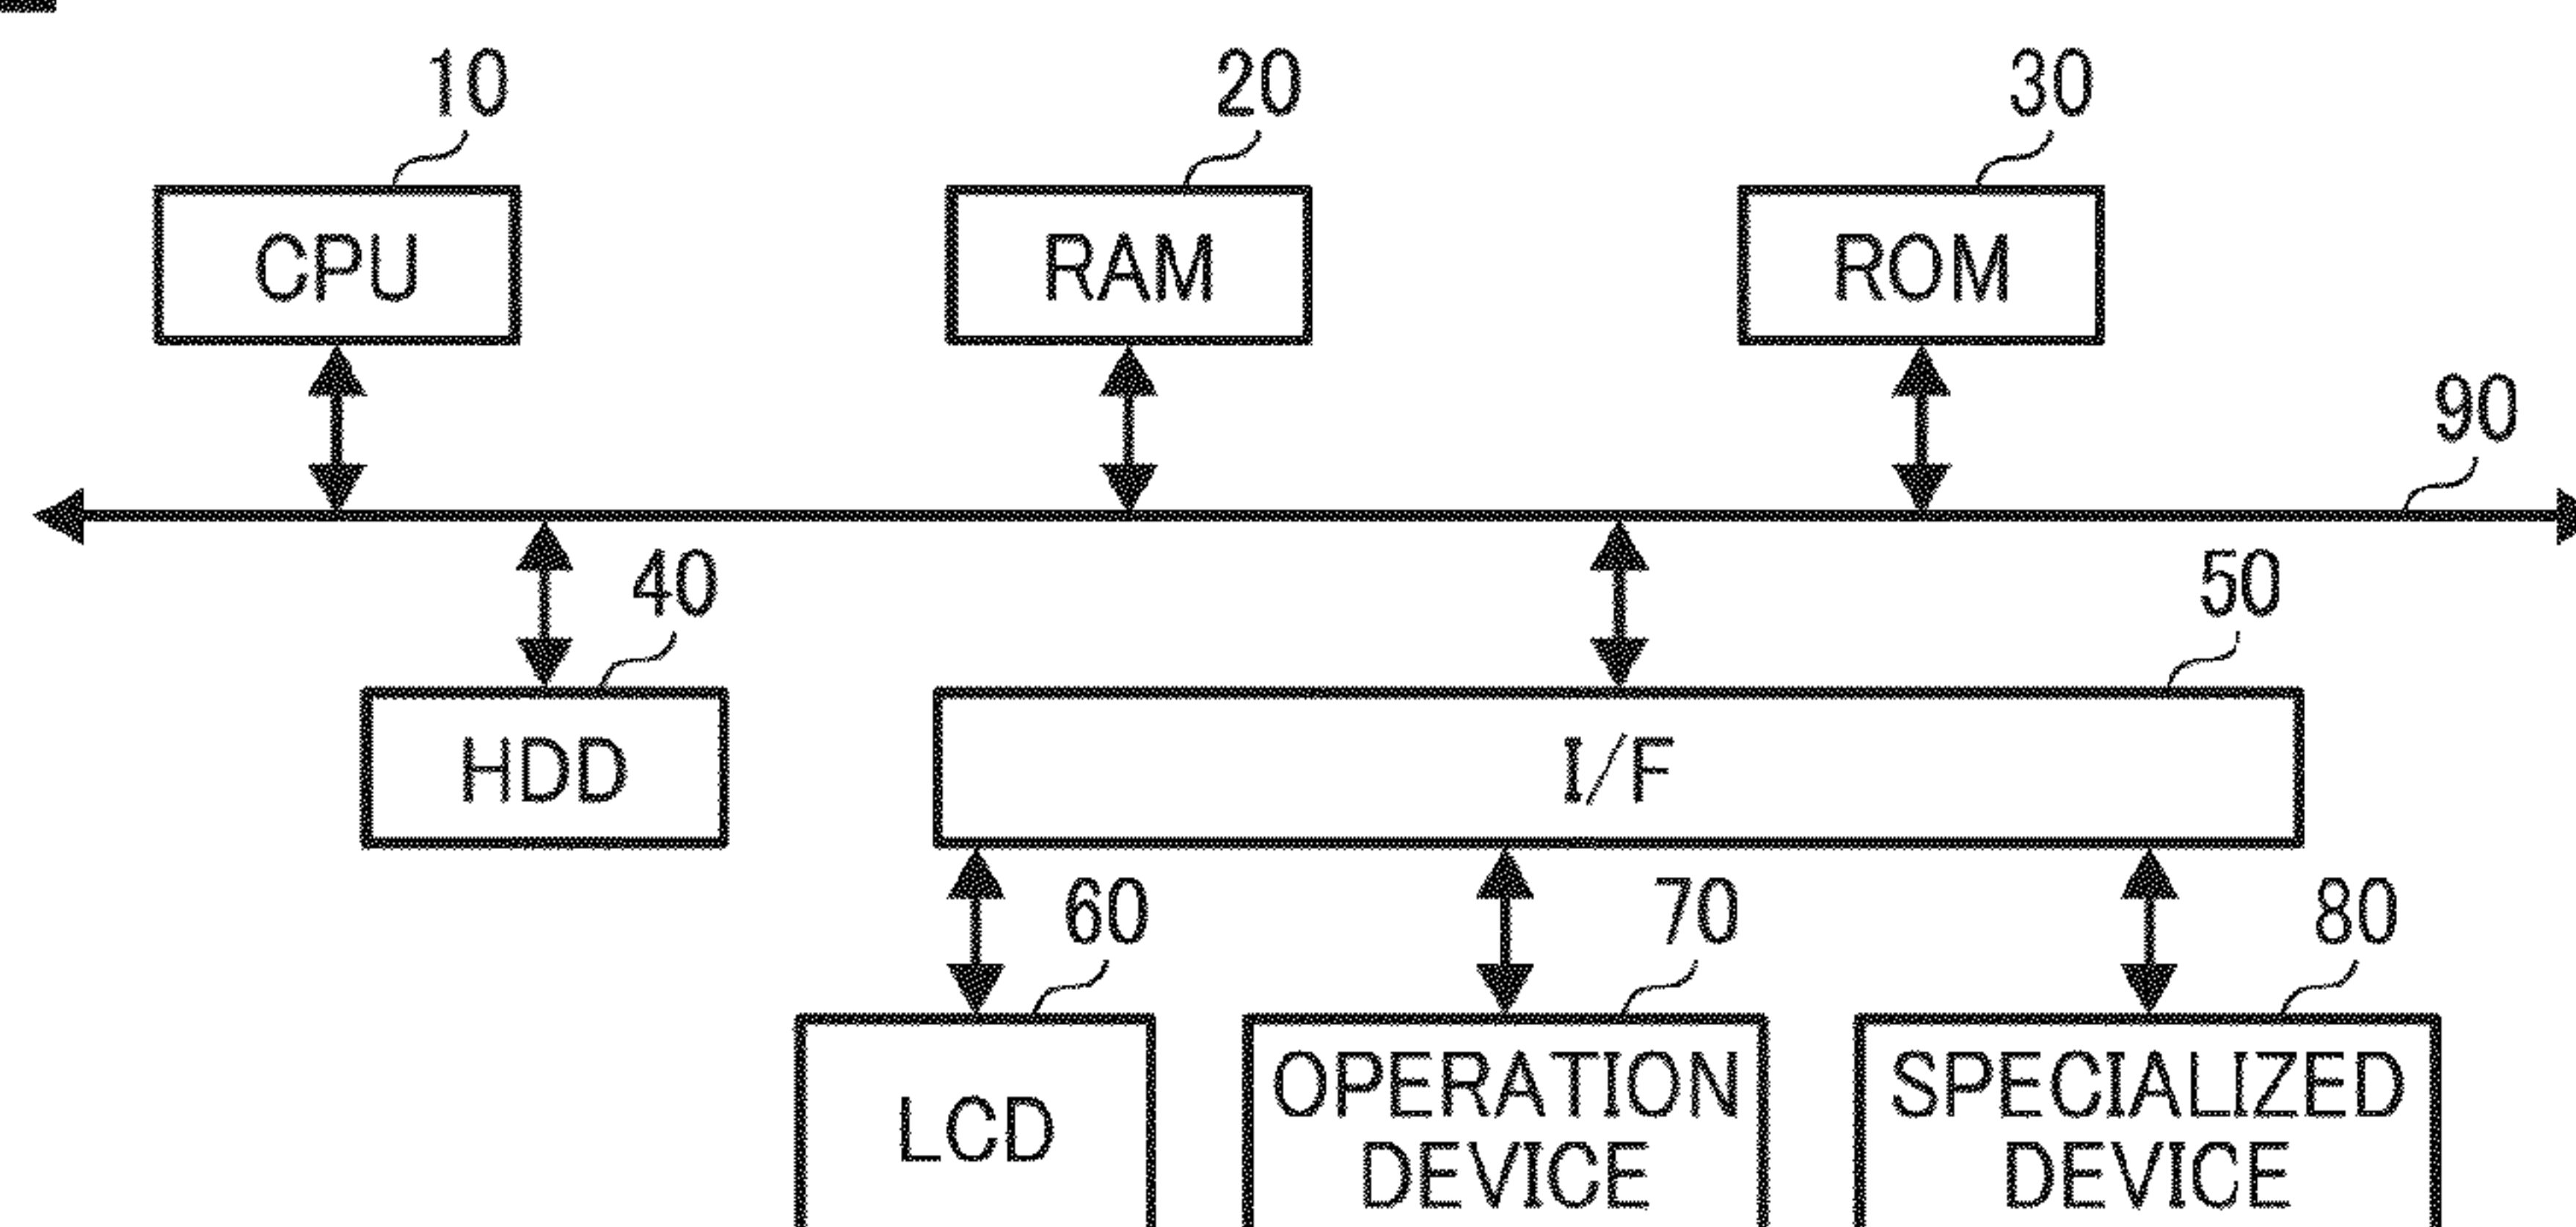 10
20
30
CPU
RAM
ROM
90
40
50
HDD
I/F
60
70
80
LCD
OPERATION
DEVICE
SPECIALIZED
DEVICE